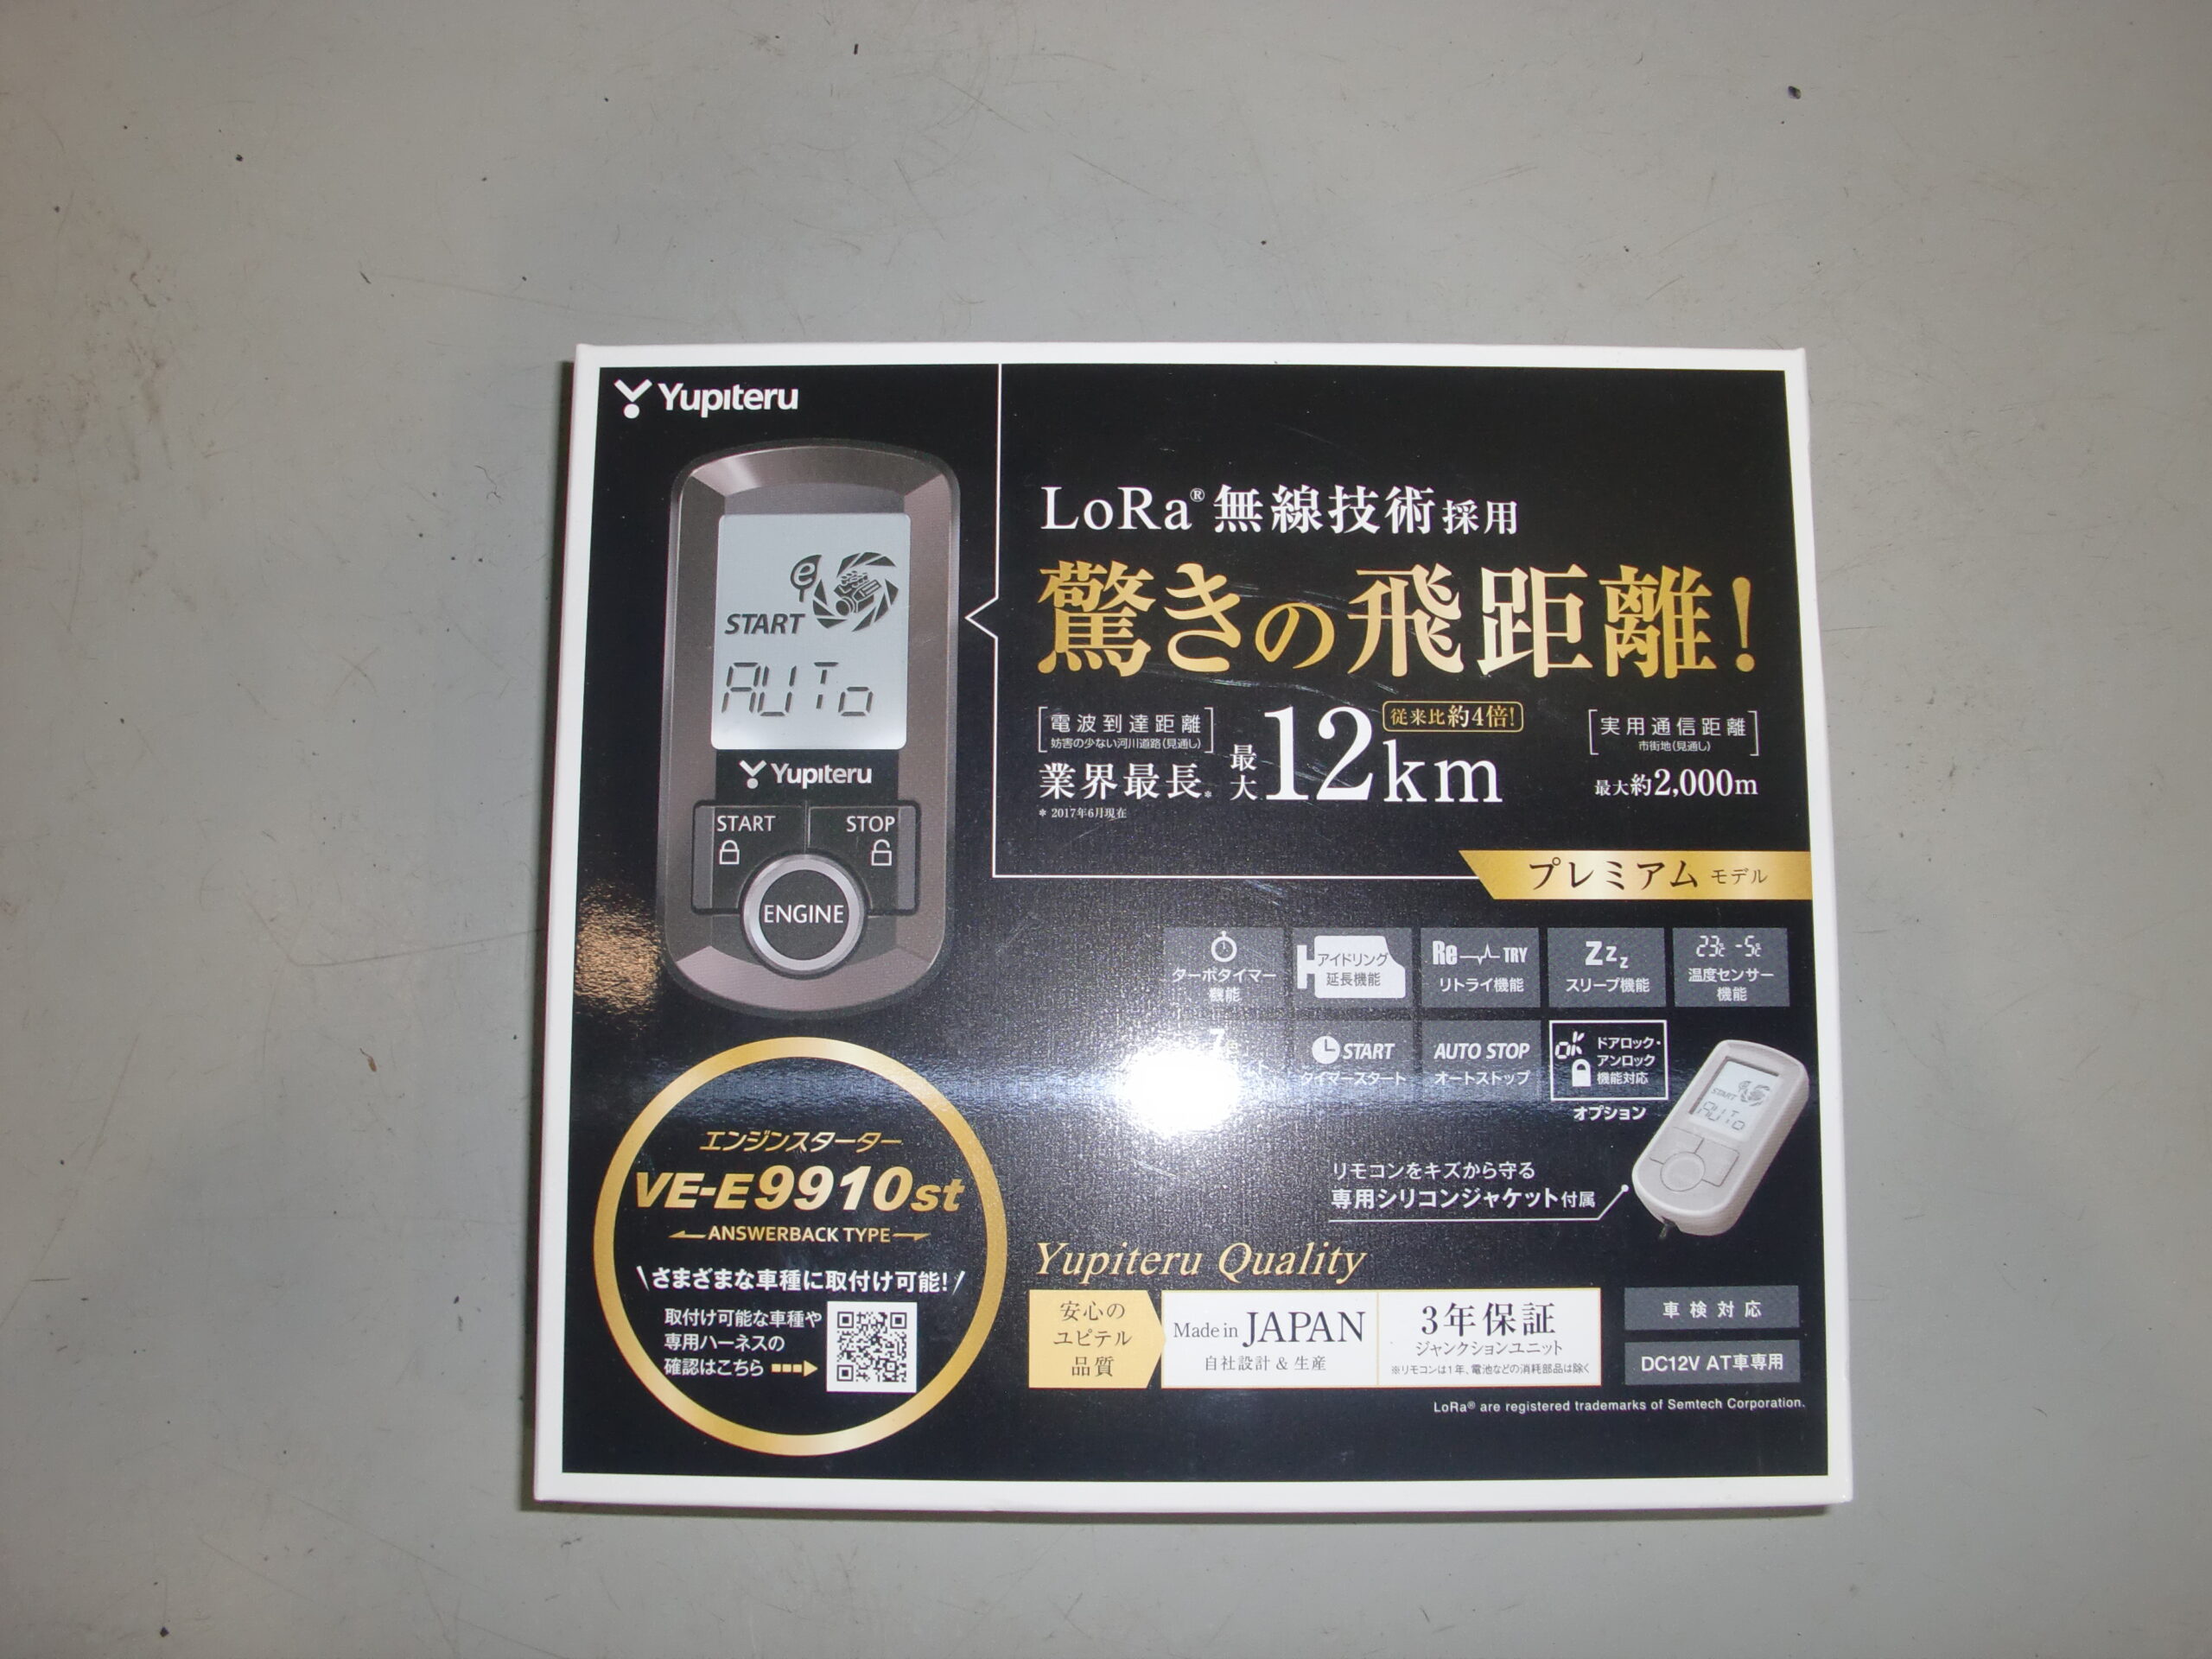 Yupiteru
START
AUTo
Yupiteru
START
STOP
ENGINE
LoRa®無線技術採用
驚きの飛距離!
電波到達距離
妨害の少ない河川道路(見通し)
業界最長*
最大12km
従来比約4倍!
* 2017年6月現在
実用通信距離
市街地(見通し)
最大約2,000m
プレミアムモデル
ターボタイマー
機能
アイドリング
延長機能
Re TRY
リトライ機能
Zzz
スリープ機能
23℃ -5℃
温度センサー
機能
START
タイマースタート
AUTO STOP
オートストップ
OK
ドアロック・
アンロック
機能対応
オプション
START
AUTo
リモコンをキズから守る
専用シリコンジャケット付属
エンジンスターター
VE-E9910st
ANSWERBACK TYPE
\さまざまな車種に取付け可能!/
取付け可能な車種や
専用ハーネスの
確認はこちら
Yupiteru Quality
安心の
ユピテル
品質
Made in JAPAN
自社設計 & 生産
3年保証
ジャンクションユニット
※リモコンは1年、電池などの消耗部品は除く
車検対応
DC12V AT車専用
LoRa® are registered trademarks of Semtech Corporation.